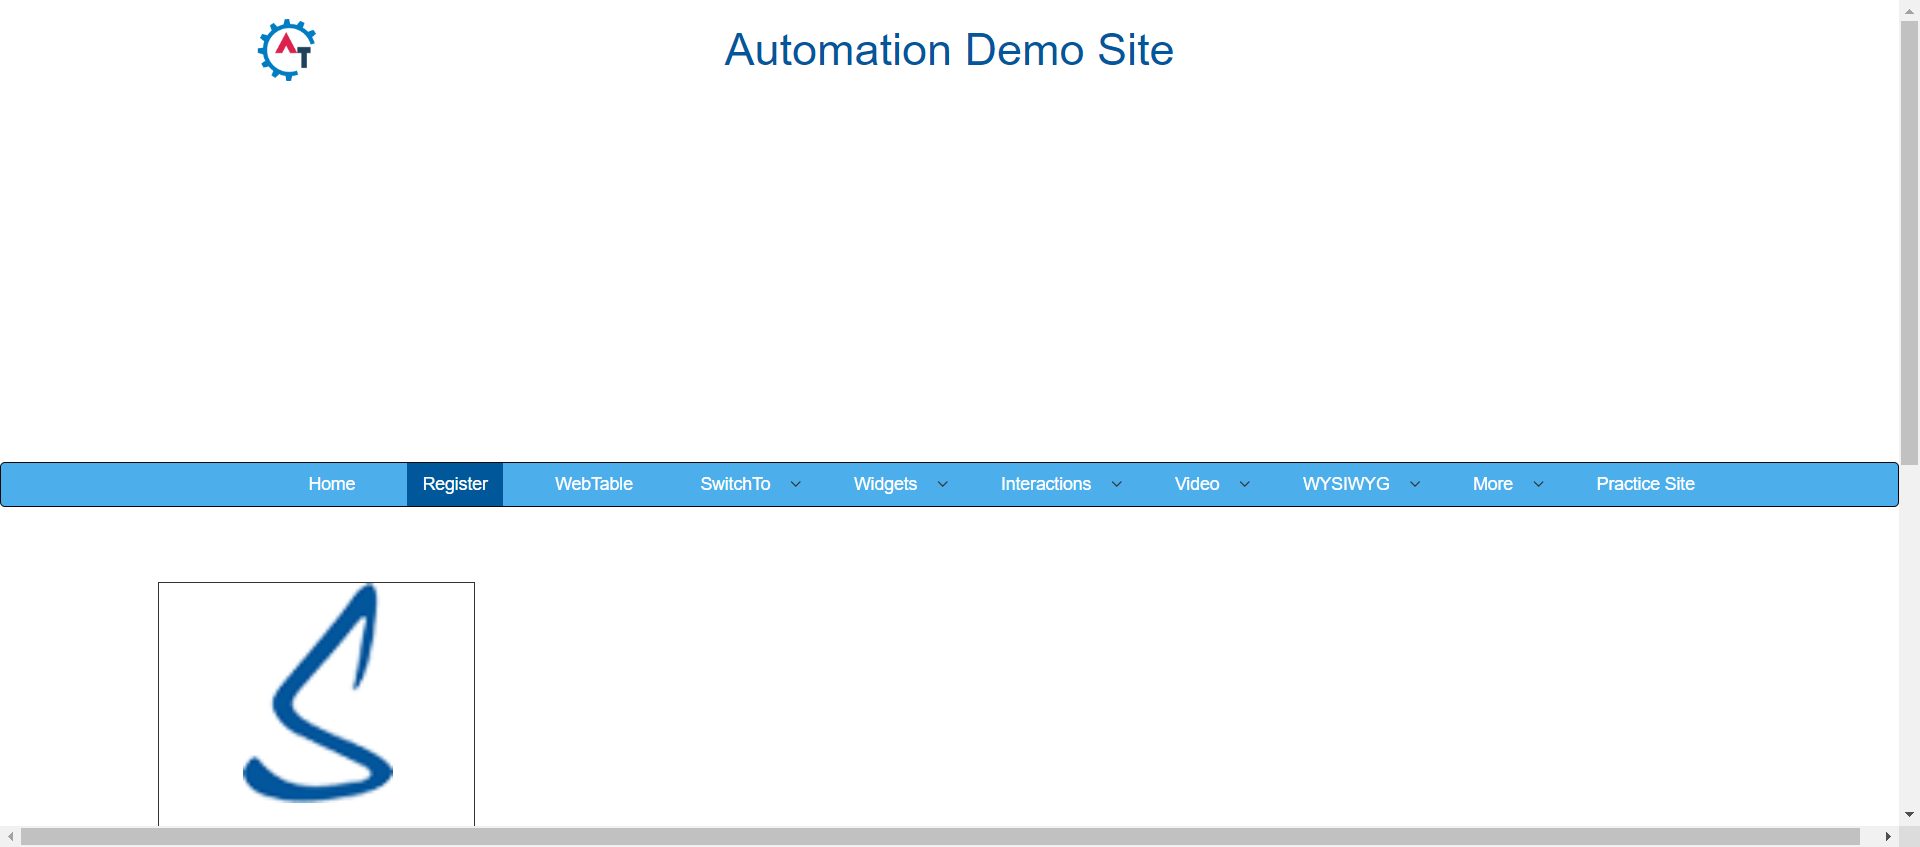 AT
Automation Demo Site
Home Register WebTable SwitchTo Widgets Interactions Video WYSIWYG More Practice Site